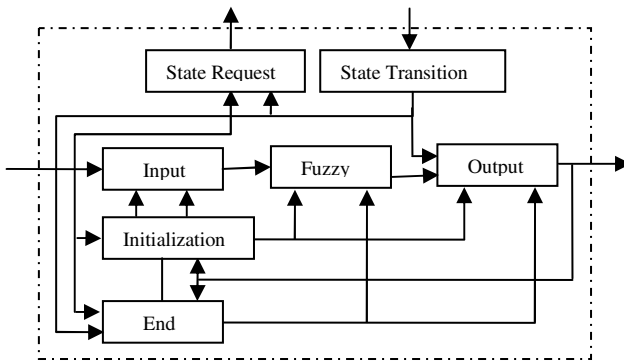 State Request
State Transition
Input
Fuzzy
Output
Initialization
End